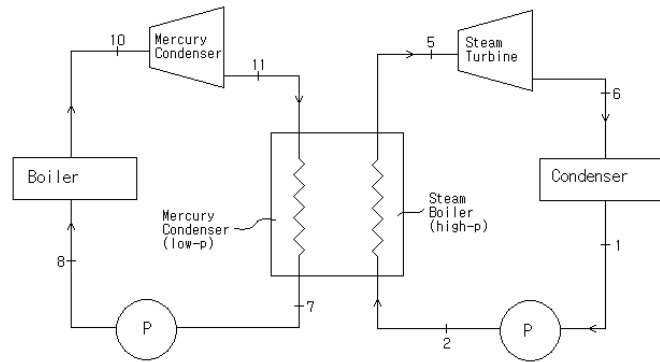 10
Mercury
Condenser
11
5
Steam
Turbine
6
Boiler
Mercury
Condenser
(low-p)
Steam
Boiler
(high-p)
Condenser
8
7
1
2
P
P